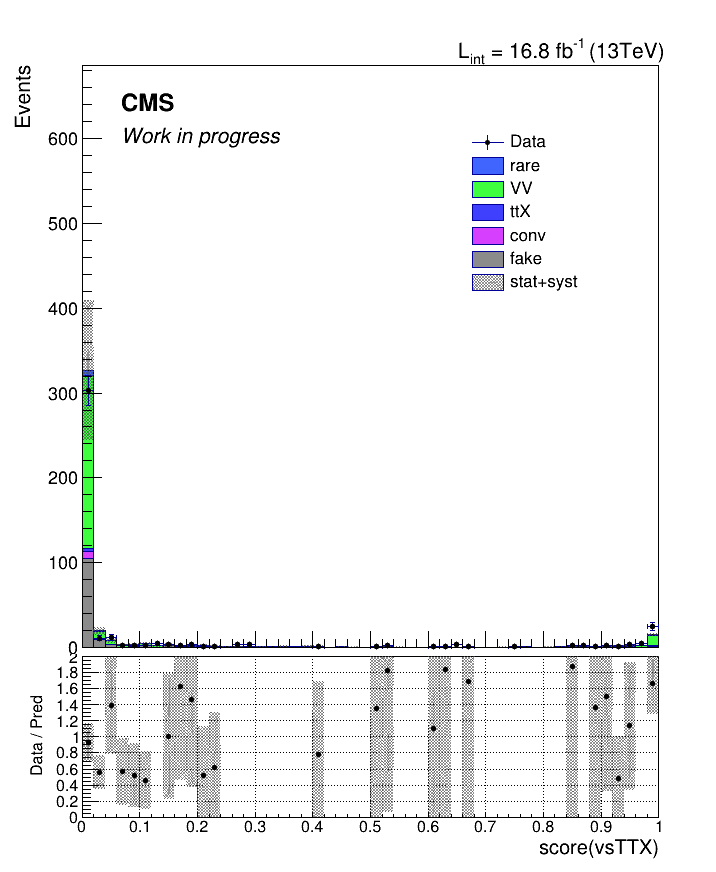 L_int = 16.8 fb^-1 (13TeV)
Events
CMS
Work in progress
Data
rare
VV
ttX
conv
fake
stat+syst
600
500
400
300
200
100
0
Data / Pred
2
1.8
1.6
1.4
1.2
1
0.8
0.6
0.4
0.2
0
0 0.1 0.2 0.3 0.4 0.5 0.6 0.7 0.8 0.9 1
score(vsTTX)